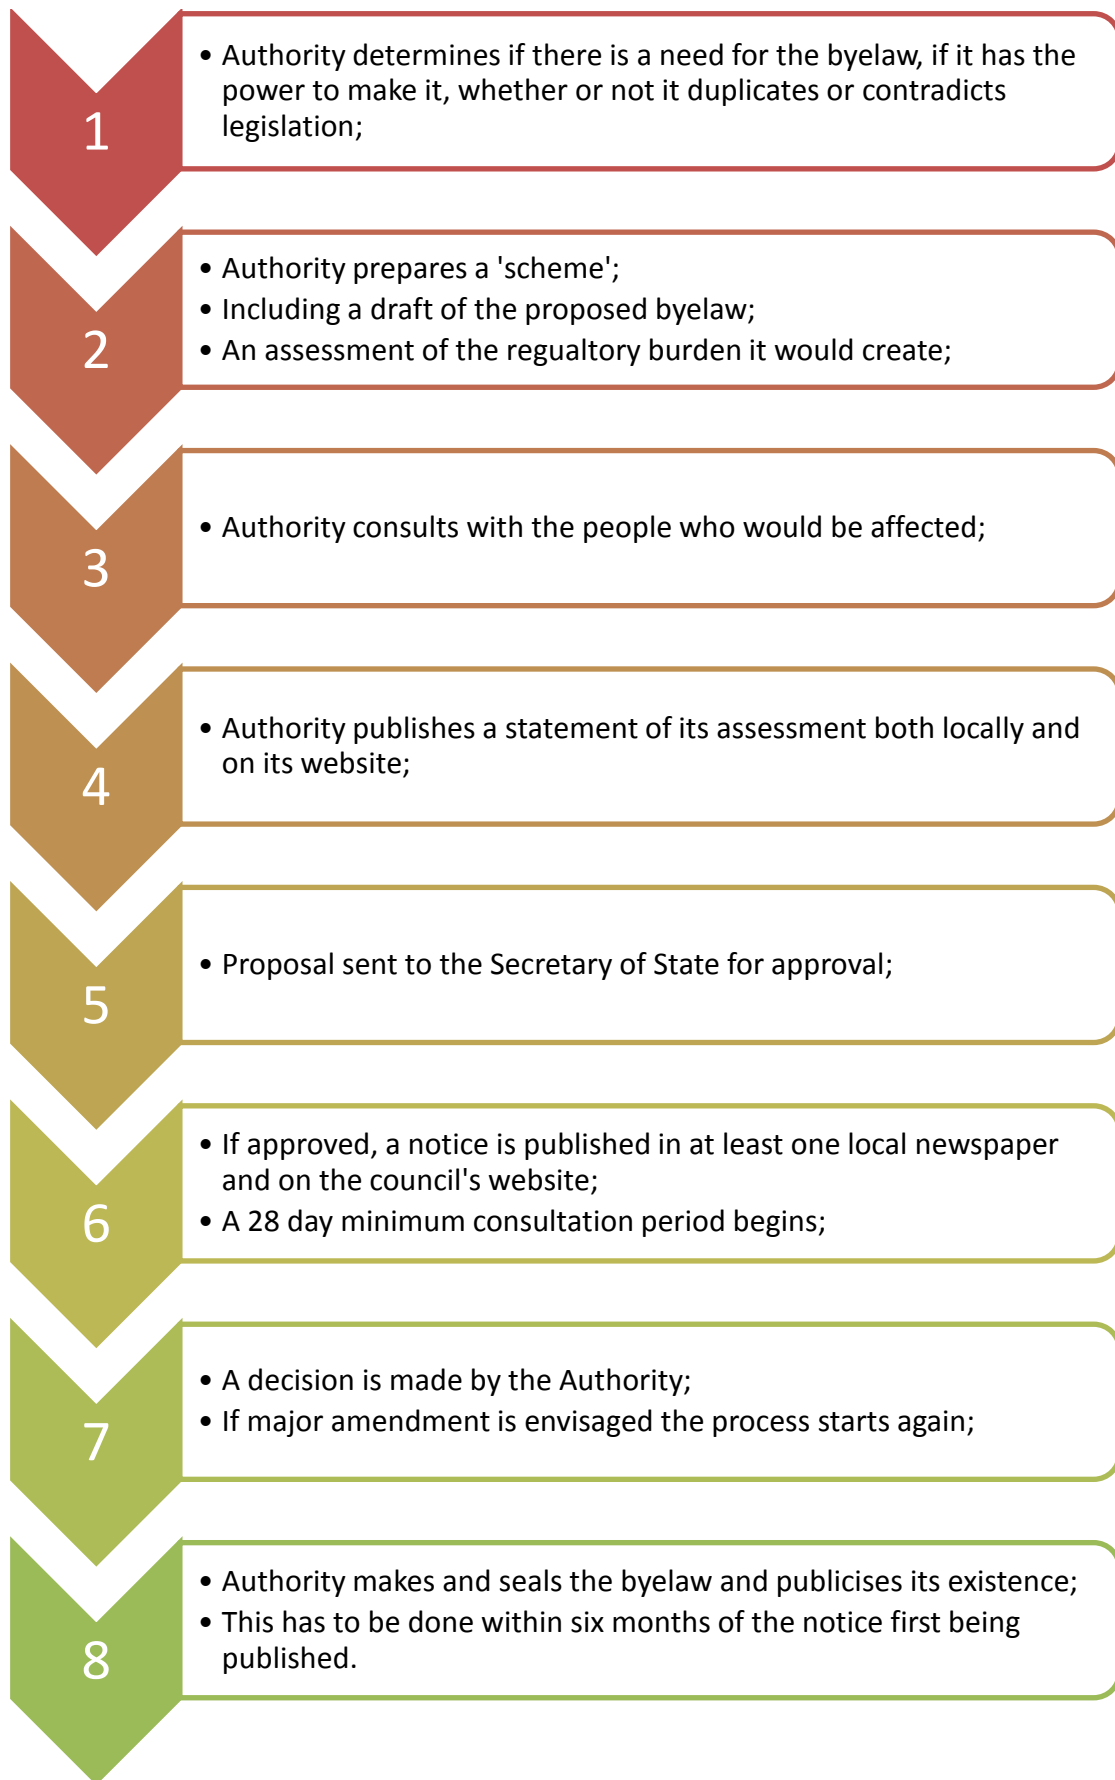 1
• Authority determines if there is a need for the byelaw, if it has the
power to make it, whether or not it duplicates or contradicts
legislation;
2
• Authority prepares a 'scheme';
• Including a draft of the proposed byelaw;
• An assessment of the regualtory burden it would create;
3
• Authority consults with the people who would be affected;
4
• Authority publishes a statement of its assessment both locally and
on its website;
5
• Proposal sent to the Secretary of State for approval;
6
• If approved, a notice is published in at least one local newspaper
and on the council's website;
• A 28 day minimum consultation period begins;
7
• A decision is made by the Authority;
• If major amendment is envisaged the process starts again;
8
• Authority makes and seals the byelaw and publicises its existence;
• This has to be done within six months of the notice first being
published.